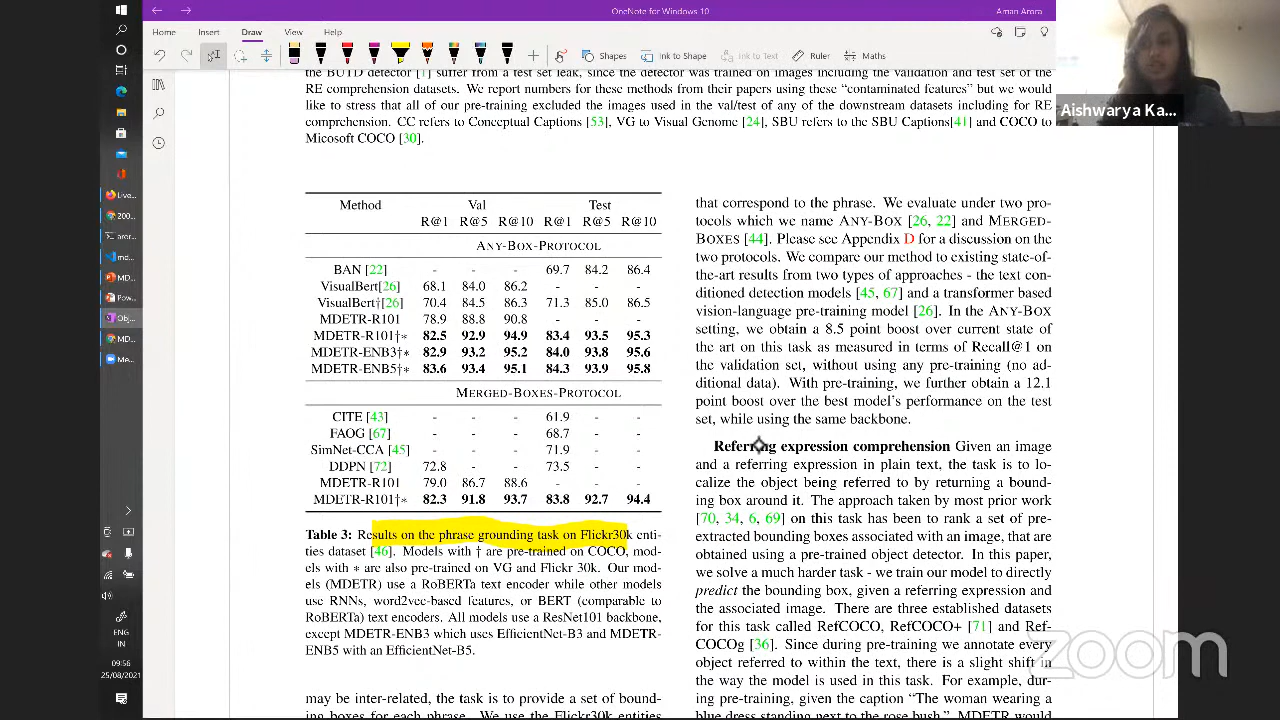 OneNote for Windows 10
Aman Arora
Home
Insert
Draw
View
Help
Shapes
Ink to Shape
Ink to Text
Ruler
Maths
Aishwarya Ka...
the BUTD detector [1] suffer from a test set leak, since the detector was trained on images including the validation and test set of the
RE comprehension datasets. We report numbers for these methods from their papers using these “contaminated features” but we would
like to stress that all of our pre-training excluded the images used in the val/test of any of the downstream datasets including for RE
comprehension. CC refers to Conceptual Captions [53], VG to Visual Genome [24], SBU refers to the SBU Captions[41] and COCO to
Micosoft COCO [30].
Method Val Test
R@1 R@5 R@10 R@1 R@5 R@10
ANY-BOX-PROTOCOL
BAN [22] - - - 69.7 84.2 86.4
VisualBert[26] 68.1 84.0 86.2 - - -
VisualBert†[26] 70.4 84.5 86.3 71.3 85.0 86.5
MDETR-R101 78.9 88.8 90.8 - - -
MDETR-R101†∗ 82.5 92.9 94.9 83.4 93.5 95.3
MDETR-ENB3†∗ 82.9 93.2 95.2 84.0 93.8 95.6
MDETR-ENB5†∗ 83.6 93.4 95.1 84.3 93.9 95.8
MERGED-BOXES-PROTOCOL
CITE [43] - - - 61.9 - -
FAOG [67] - - - 68.7 - -
SimNet-CCA [45] - - - 71.9 - -
DDPN [72] 72.8 - - 73.5 - -
MDETR-R101 79.0 86.7 88.6 - - -
MDETR-R101†∗ 82.3 91.8 93.7 83.8 92.7 94.4
Table 3: Results on the phrase grounding task on Flickr30k enti-
ties dataset [46]. Models with † are pre-trained on COCO, mod-
els with ∗ are also pre-trained on VG and Flickr 30k. Our mod-
els (MDETR) use a RoBERTa text encoder while other models
use RNNs, word2vec-based features, or BERT (comparable to
RoBERTa) text encoders. All models use a ResNet101 backbone,
except MDETR-ENB3 which uses EfficientNet-B3 and MDETR-
ENB5 with an EfficientNet-B5.
may be inter-related, the task is to provide a set of bound-
ing boxes for each phrase. We use the Flickr30k entities
that correspond to the phrase. We evaluate under two pro-
tocols which we name ANY-BOX [26, 22] and MERGED-
BOXES [44]. Please see Appendix D for a discussion on the
two protocols. We compare our method to existing state-of-
the-art results from two types of approaches - the text con-
ditioned detection models [45, 67] and a transformer based
vision-language pre-training model [26]. In the ANY-BOX
setting, we obtain a 8.5 point boost over current state of
the art on this task as measured in terms of Recall@1 on
the validation set, without using any pre-training (no ad-
ditional data). With pre-training, we further obtain a 12.1
point boost over the best model’s performance on the test
set, while using the same backbone.
Referring expression comprehension Given an image
and a referring expression in plain text, the task is to lo-
calize the object being referred to by returning a bound-
ing box around it. The approach taken by most prior work
[70, 34, 6, 69] on this task has been to rank a set of pre-
extracted bounding boxes associated with an image, that are
obtained using a pre-trained object detector. In this paper,
we solve a much harder task - we train our model to directly
predict the bounding box, given a referring expression and
the associated image. There are three established datasets
for this task called RefCOCO, RefCOCO+ [71] and Ref-
COCOg [36]. Since during pre-training we annotate every
object referred to within the text, there is a slight shift in
the way the model is used in this task. For example, dur-
ing pre-training, given the caption “The woman wearing a
blue dress standing next to the rose bush.”, MDETR would
Live...
200...
aror...
md...
MD...
Pow...
Obj...
MD...
Me...
ENG
IN
09:56
25/08/2021
zoom